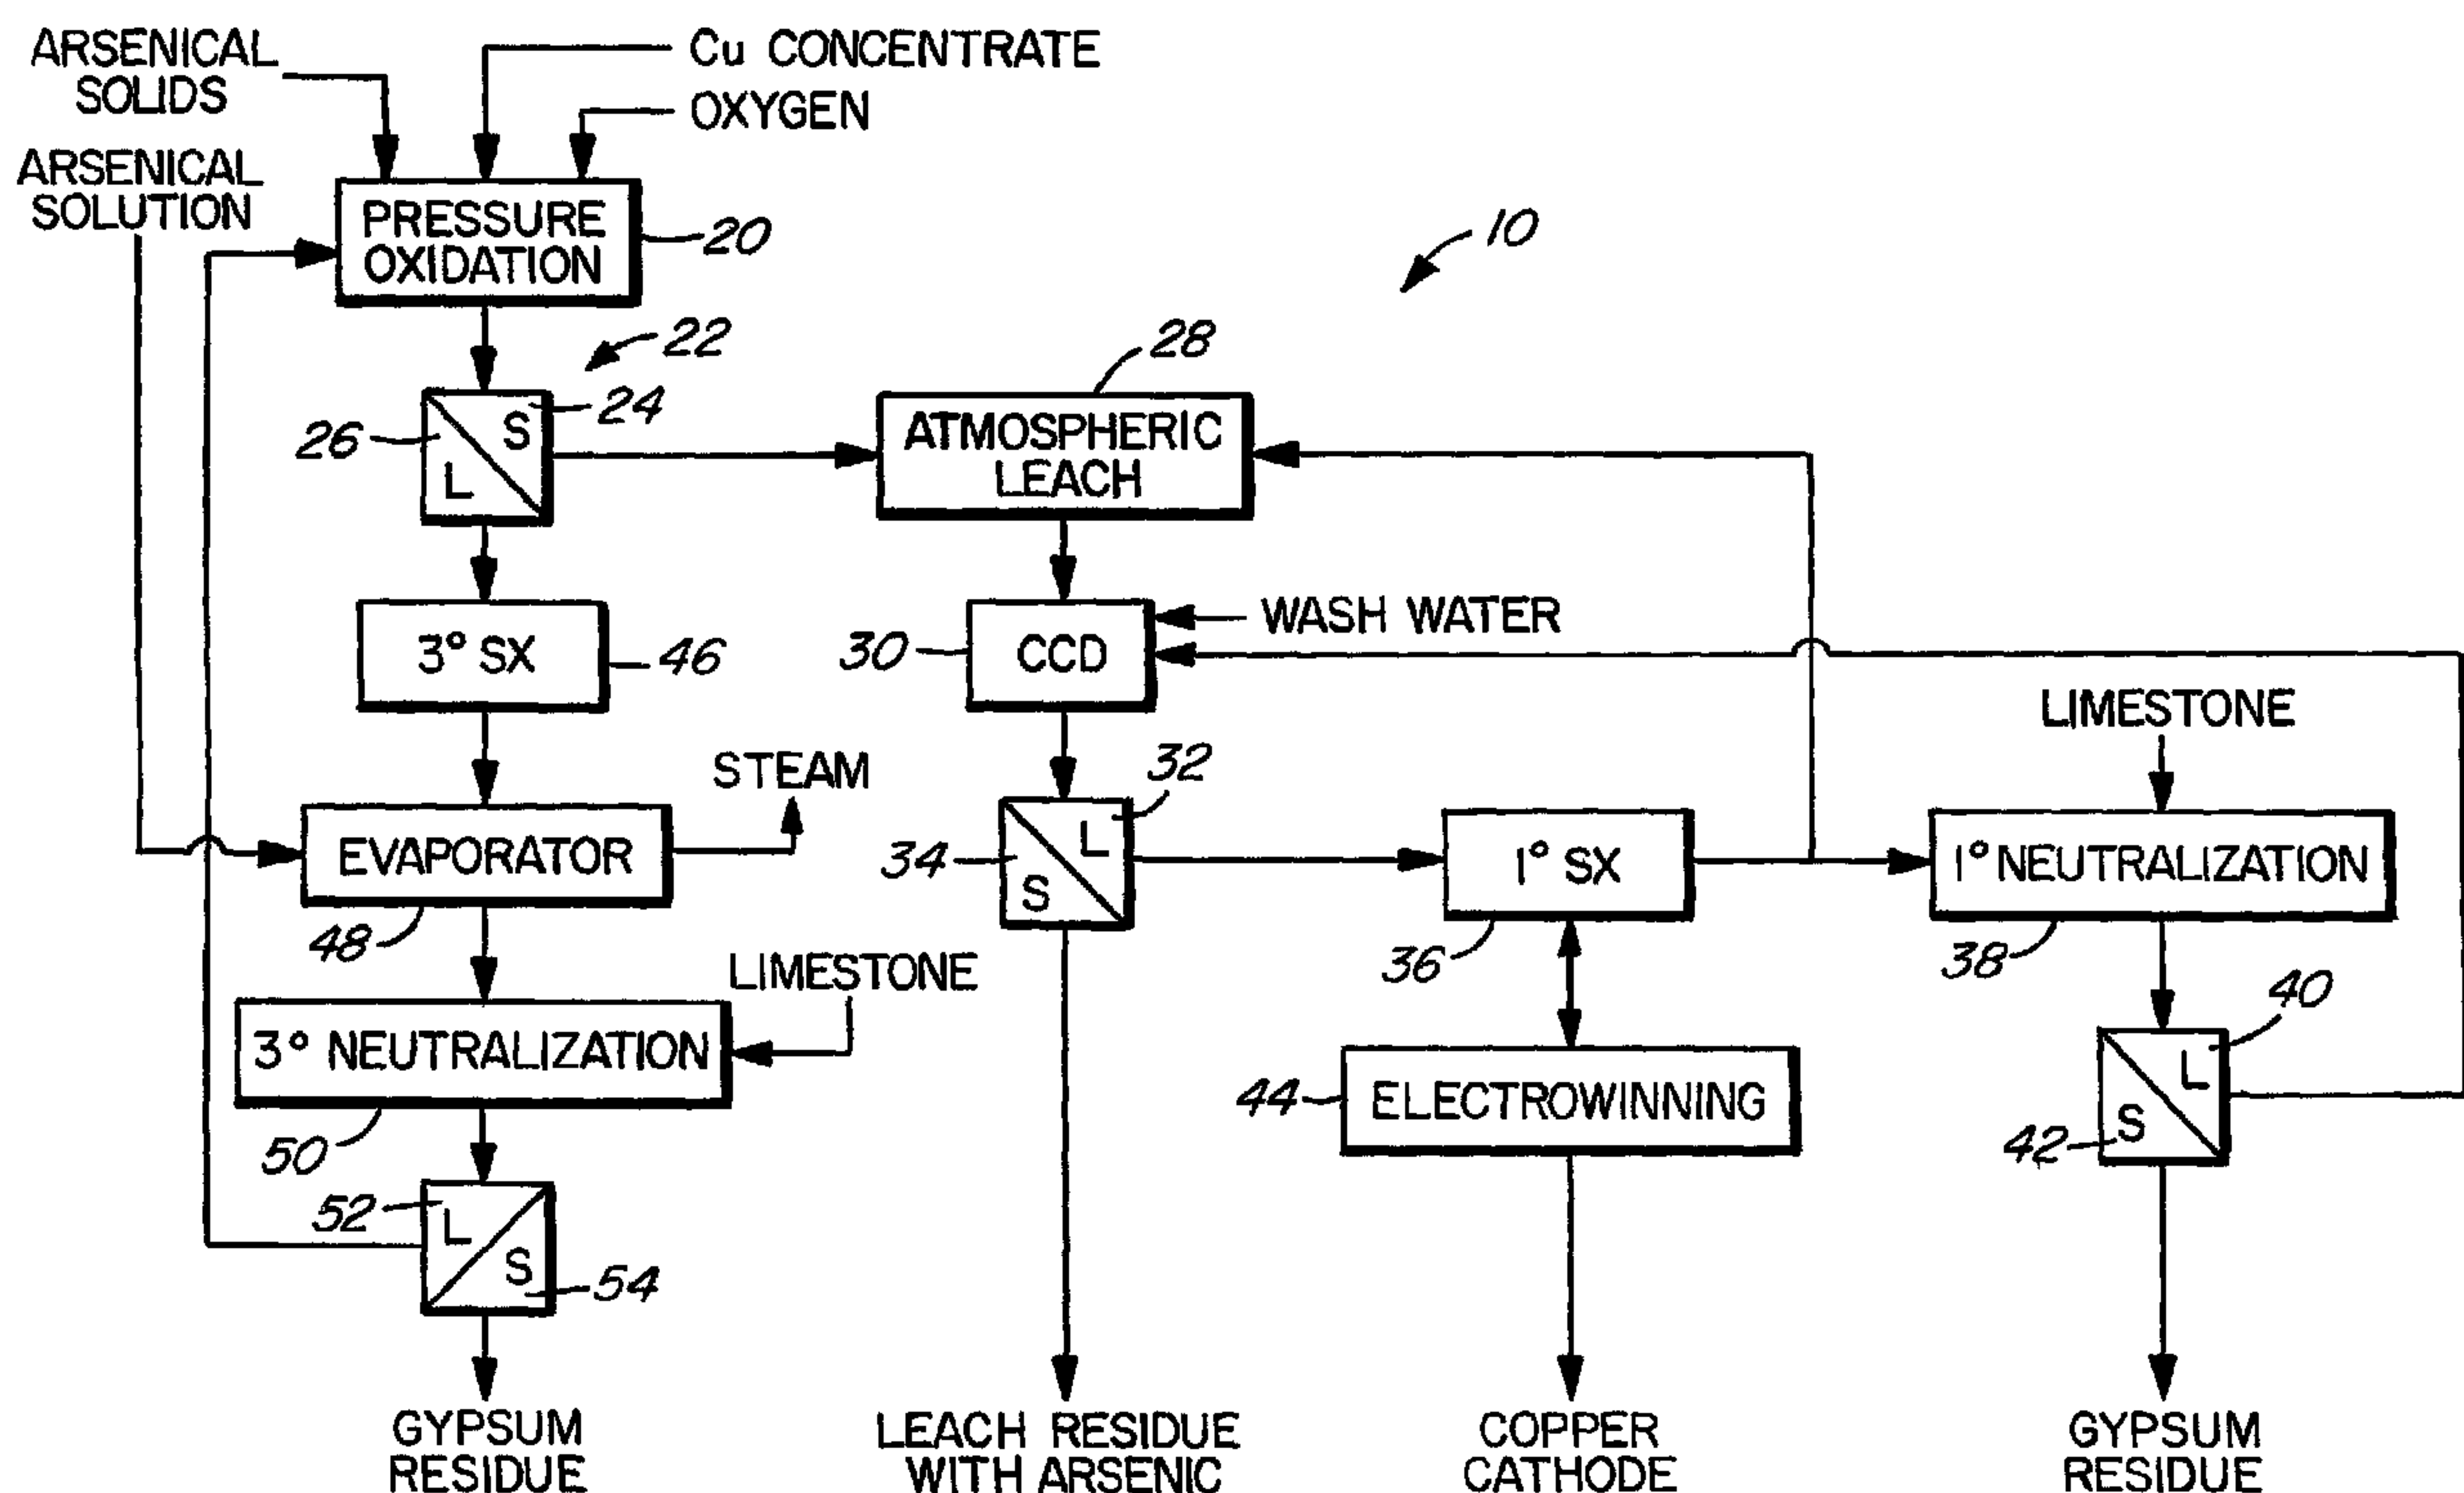 ARSENICAL
SOLIDS
Cu CONCENTRATE
OXYGEN
ARSENICAL
SOLUTION
PRESSURE
OXIDATION
20
10
22
28
24
S
26
L
ATMOSPHERIC
LEACH
WASH WATER
3° SX
46
30
CCD
LIMESTONE
STEAM
32
EVAPORATOR
48
34
L
S
1° SX
36
1° NEUTRALIZATION
38
LIMESTONE
3° NEUTRALIZATION
50
40
44
ELECTROWINNING
L
S
42
52
L
S
54
GYPSUM
RESIDUE
LEACH RESIDUE
WITH ARSENIC
COPPER
CATHODE
GYPSUM
RESIDUE